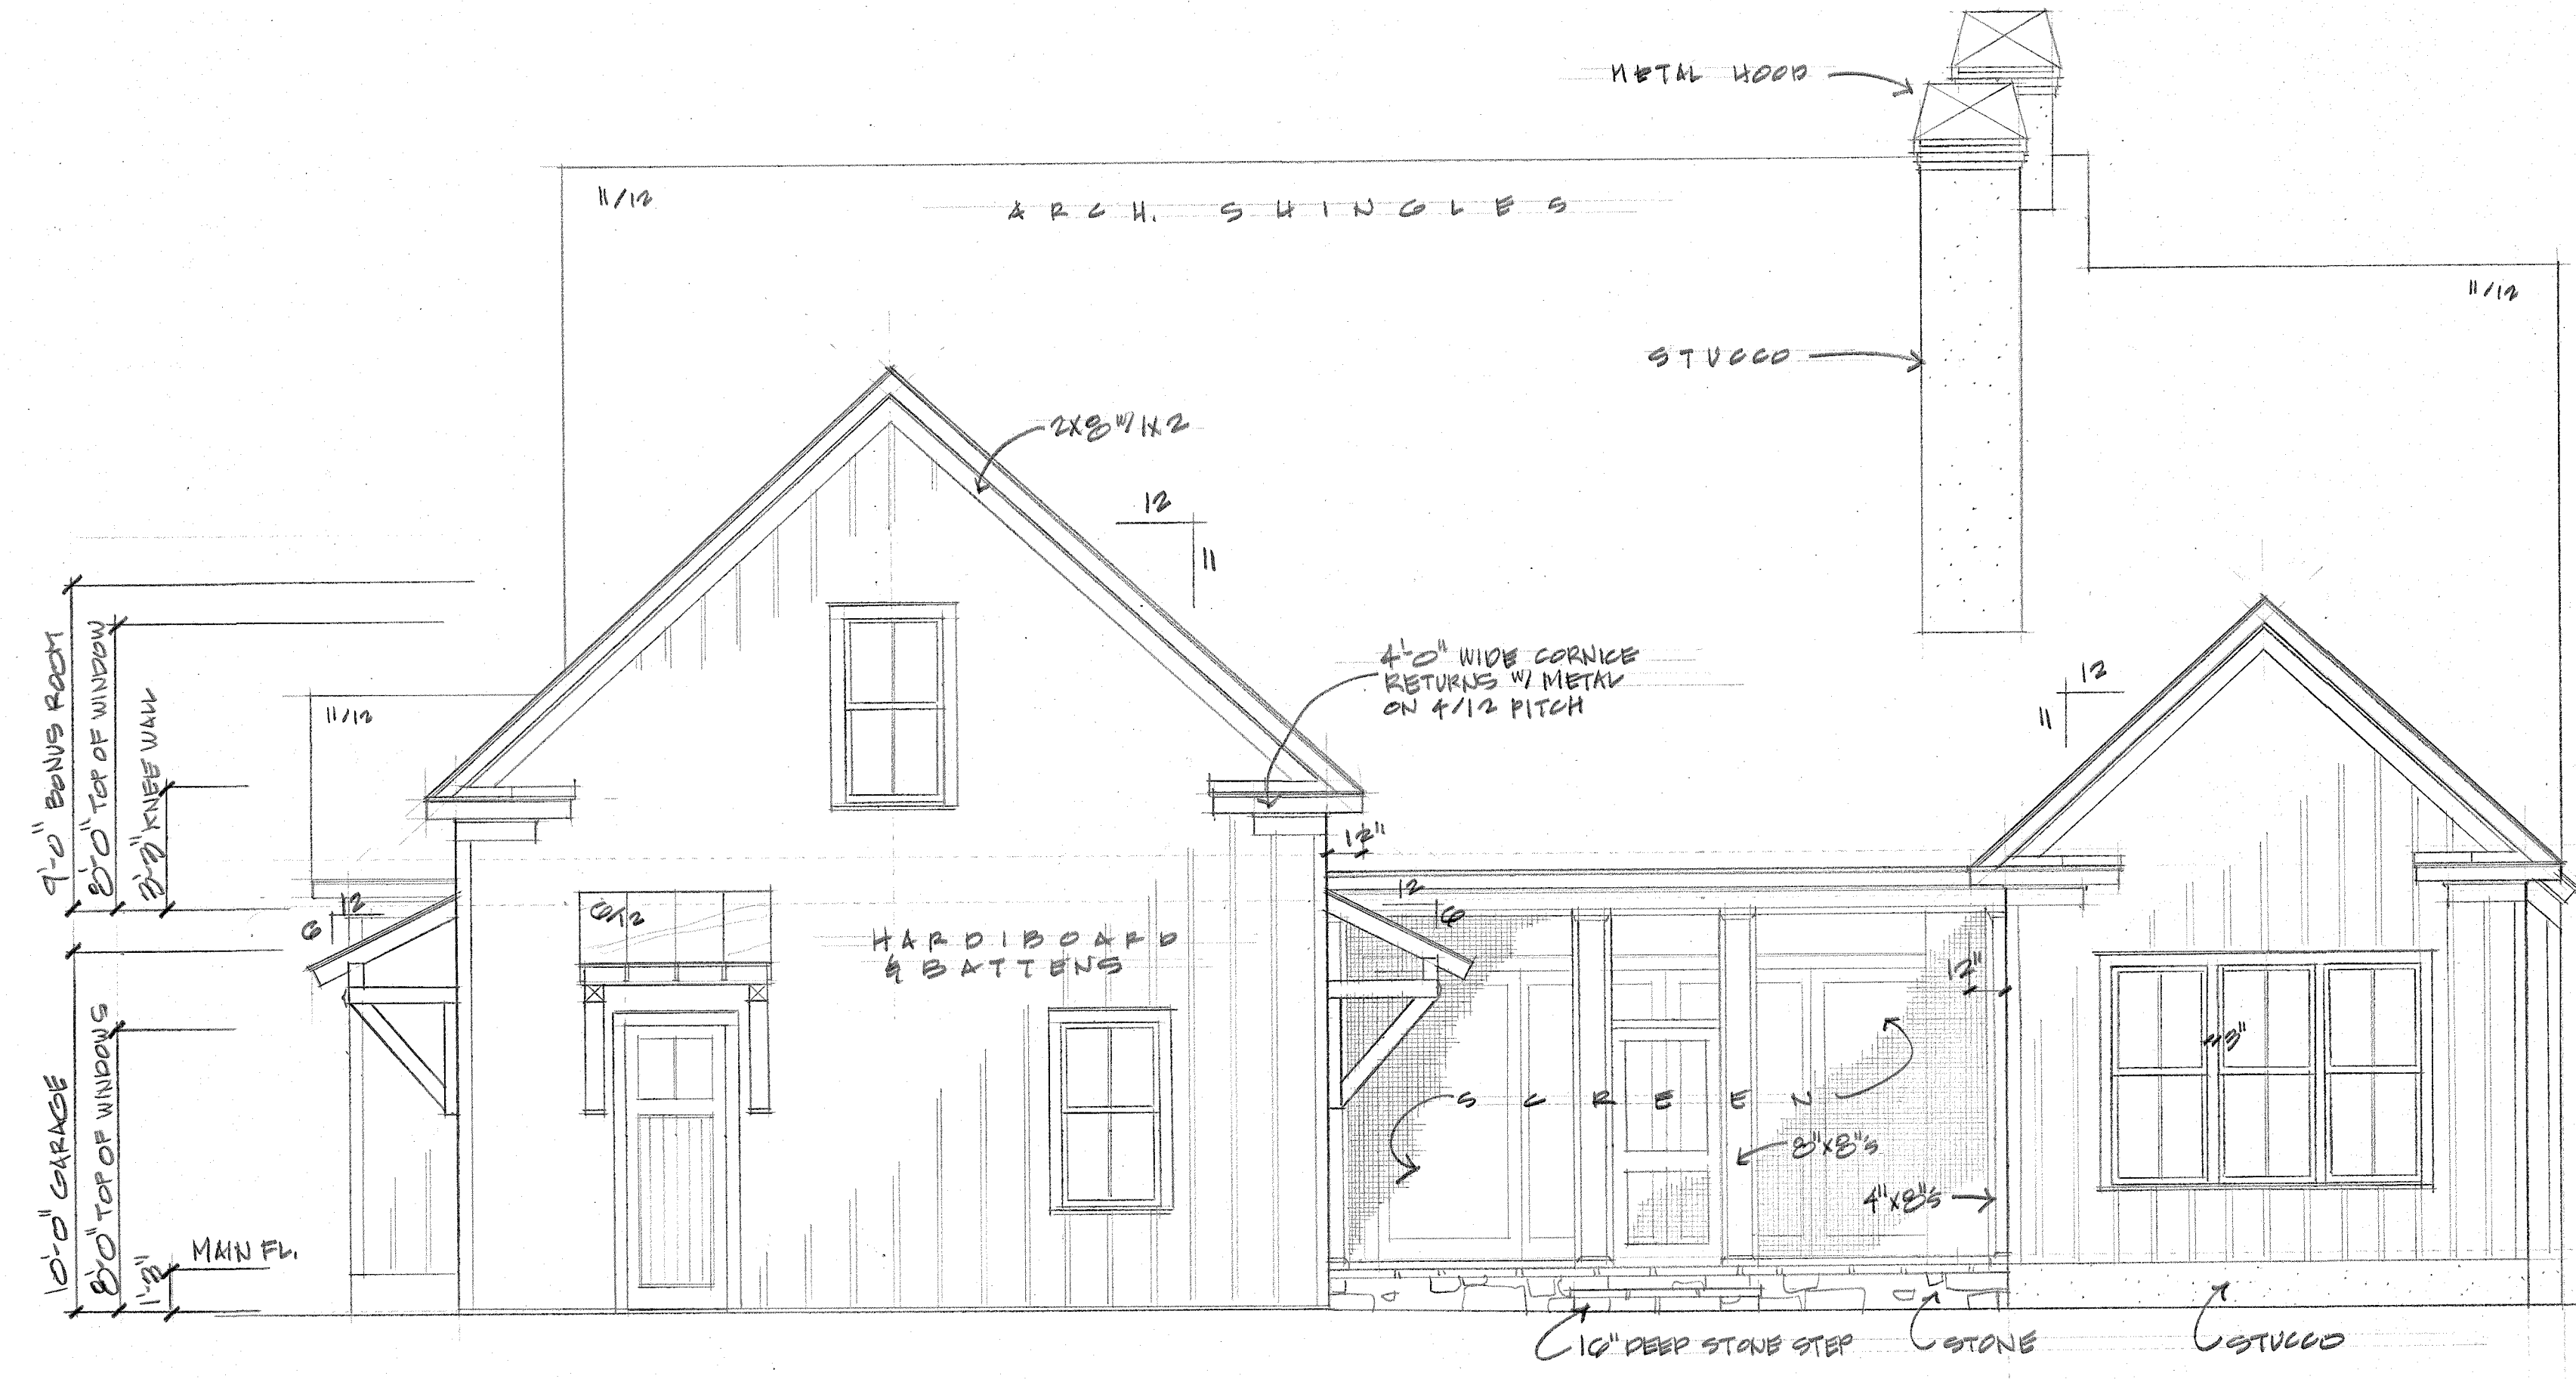 METAL HOOD
11/12
ARCH. SHINGLES
11/12
STUCCO
2X8 W/ 1X2
12
11
4'-0" WIDE CORNICE
RETURNS W/ METAL
ON 4/12 PITCH
12
11
11/12
9'-0" BONUS ROOM
8'-0" TOP OF WINDOW
3'-3" KNEE WALL
12"
12
6
6/12
12
6
HARDIBOARD
& BATTENS
12"
3"
SCREEN
8"X8"s
4"X8"s
10'-0" GARAGE
8'-0" TOP OF WINDOWS
1'-3"
MAIN FL.
16" DEEP STONE STEP
STONE
STUCCO